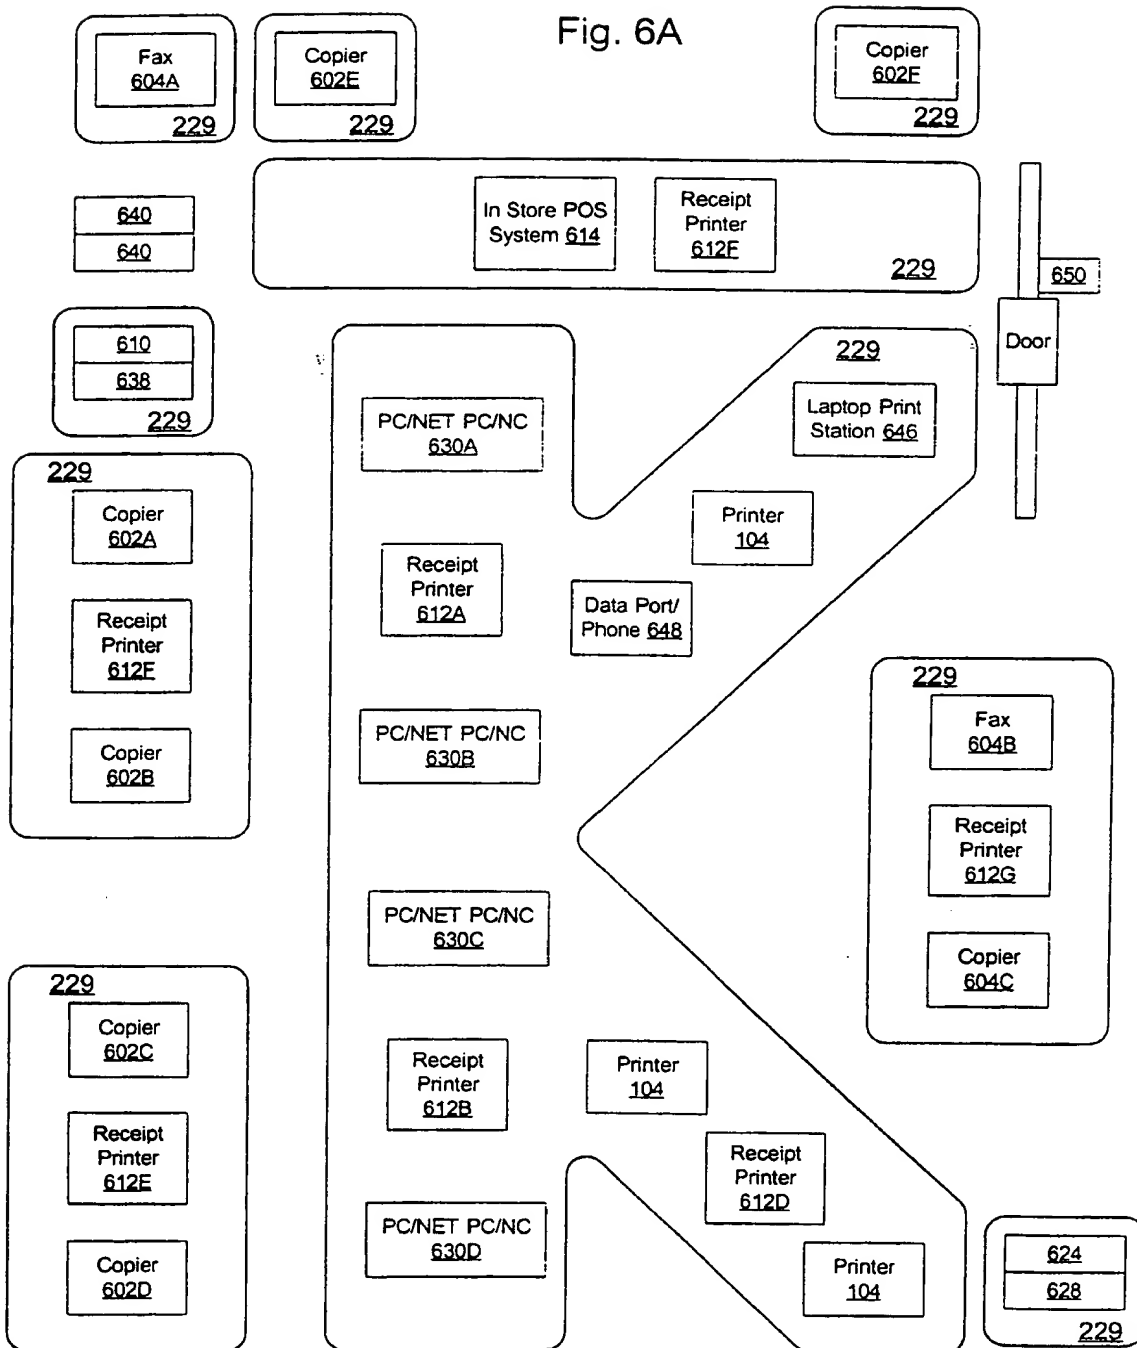 Fig. 6A
Fax
604A
229
Copier
602E
229
Copier
602F
229
640
640
In Store POS
System 614
Receipt
Printer
612F
229
650
Door
610
638
229
229
Copier
602A
Receipt
Printer
612F
Copier
602B
229
Copier
602C
Receipt
Printer
612E
Copier
602D
229
PC/NET PC/NC
630A
Laptop Print
Station 646
Printer
104
Receipt
Printer
612A
Data Port/
Phone 648
PC/NET PC/NC
630B
PC/NET PC/NC
630C
Receipt
Printer
612B
Printer
104
Receipt
Printer
612D
PC/NET PC/NC
630D
Printer
104
229
Fax
604B
Receipt
Printer
612G
Copier
604C
624
628
229